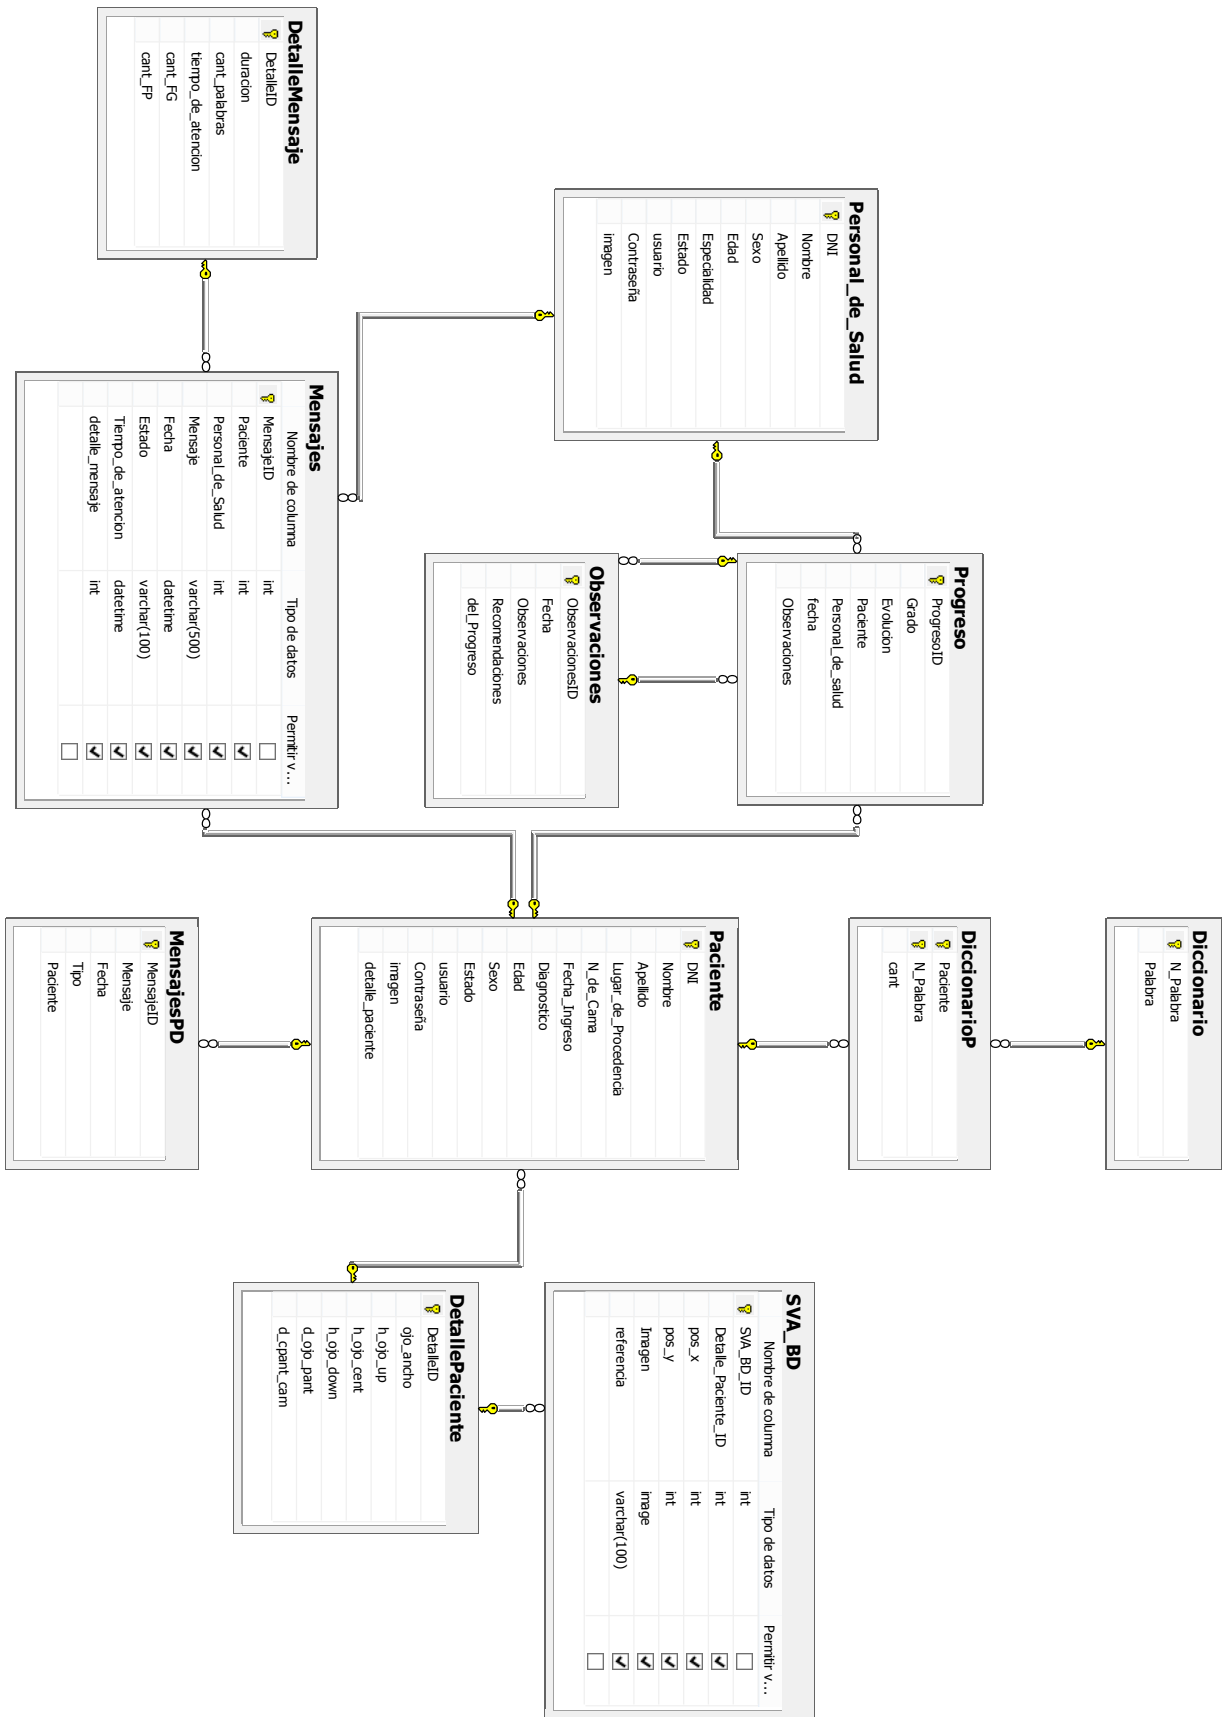 DetalleMensaje
DetalleID
duracion
cant_palabras
tiempo_de_atencion
cant_FG
cant_FP
Personal_de_Salud
DNI
Nombre
Apellido
Sexo
Edad
Especialidad
Estado
usuario
Contraseña
imagen
Mensajes
Nombre de columna Tipo de datos Permitir v...
MensajeID int
Paciente int
Personal_de_Salud int
Mensaje varchar(500)
Fecha datetime
Estado varchar(100)
Tiempo_de_atencion datetime
detalle_mensaje int
Progreso
ProgresoID
Grado
Evolucion
Paciente
Personal_de_salud
fecha
Observaciones
Observaciones
ObservacionesID
Fecha
Observaciones
Recomendaciones
del_Progreso
Diccionario
N_Palabra
Palabra
DiccionarioP
Paciente
N_Palabra
cant
Paciente
DNI
Nombre
Apellido
Lugar_de_Procedencia
N_de_Cama
Fecha_Ingreso
Diagnostico
Edad
Sexo
Estado
usuario
Contraseña
imagen
detalle_paciente
MensajesPD
MensajeID
Mensaje
Fecha
Tipo
Paciente
SVA_BD
Nombre de columna Tipo de datos Permitir v...
SVA_BD_ID int
Detalle_Paciente_ID int
pos_x int
pos_y int
Imagen image
referencia varchar(100)
DetallePaciente
DetalleID
ojo_ancho
h_ojo_up
h_ojo_cent
h_ojo_down
d_ojo_pant
d_cpant_cam